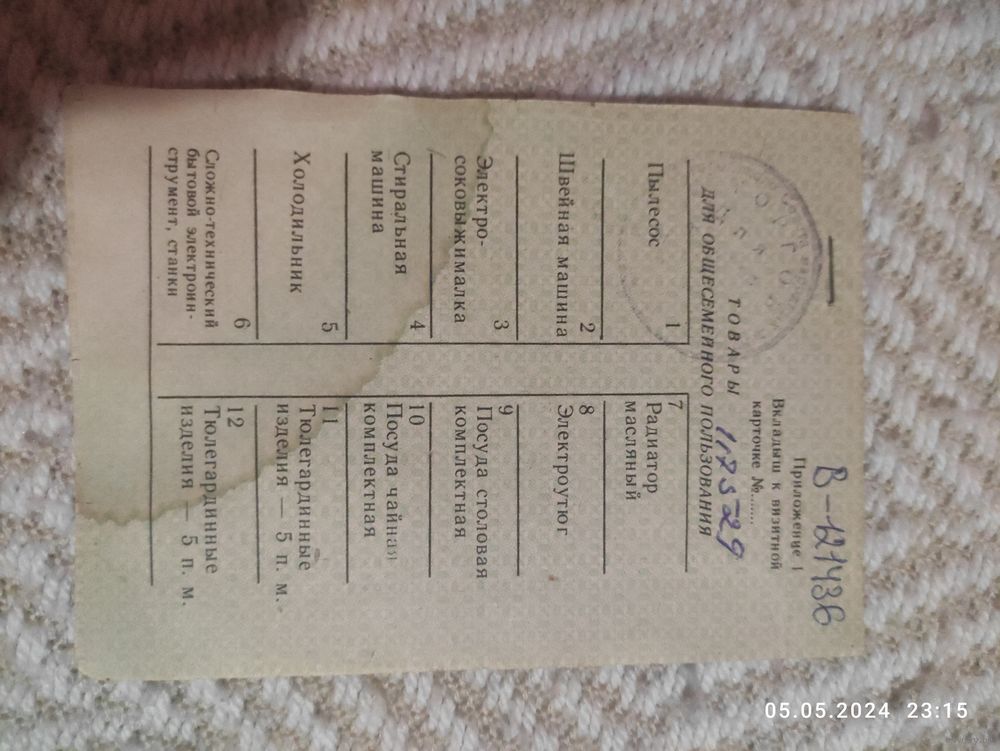 В-121436
Приложение 1
Вкладыш к визитной
карточке №........
117529
ТОВАРЫ
ДЛЯ ОБЩЕСЕМЕЙНОГО ПОЛЬЗОВАНИЯ
Пылесос
1
Швейная машина
2
Электро-
соковыжималка
3
Стиральная
машина
4
Холодильник
5
Сложно-технический
бытовой электроин-
струмент, станки
6
7
Радиатор
масляный
8
Электроутюг
9
Посуда столовая
комплектная
10
Посуда чайная
комплектная
11
Тюлегардинные
изделия — 5 п. м.
12
Тюлегардинные
изделия — 5 п. м.
05.05.2024 23:15